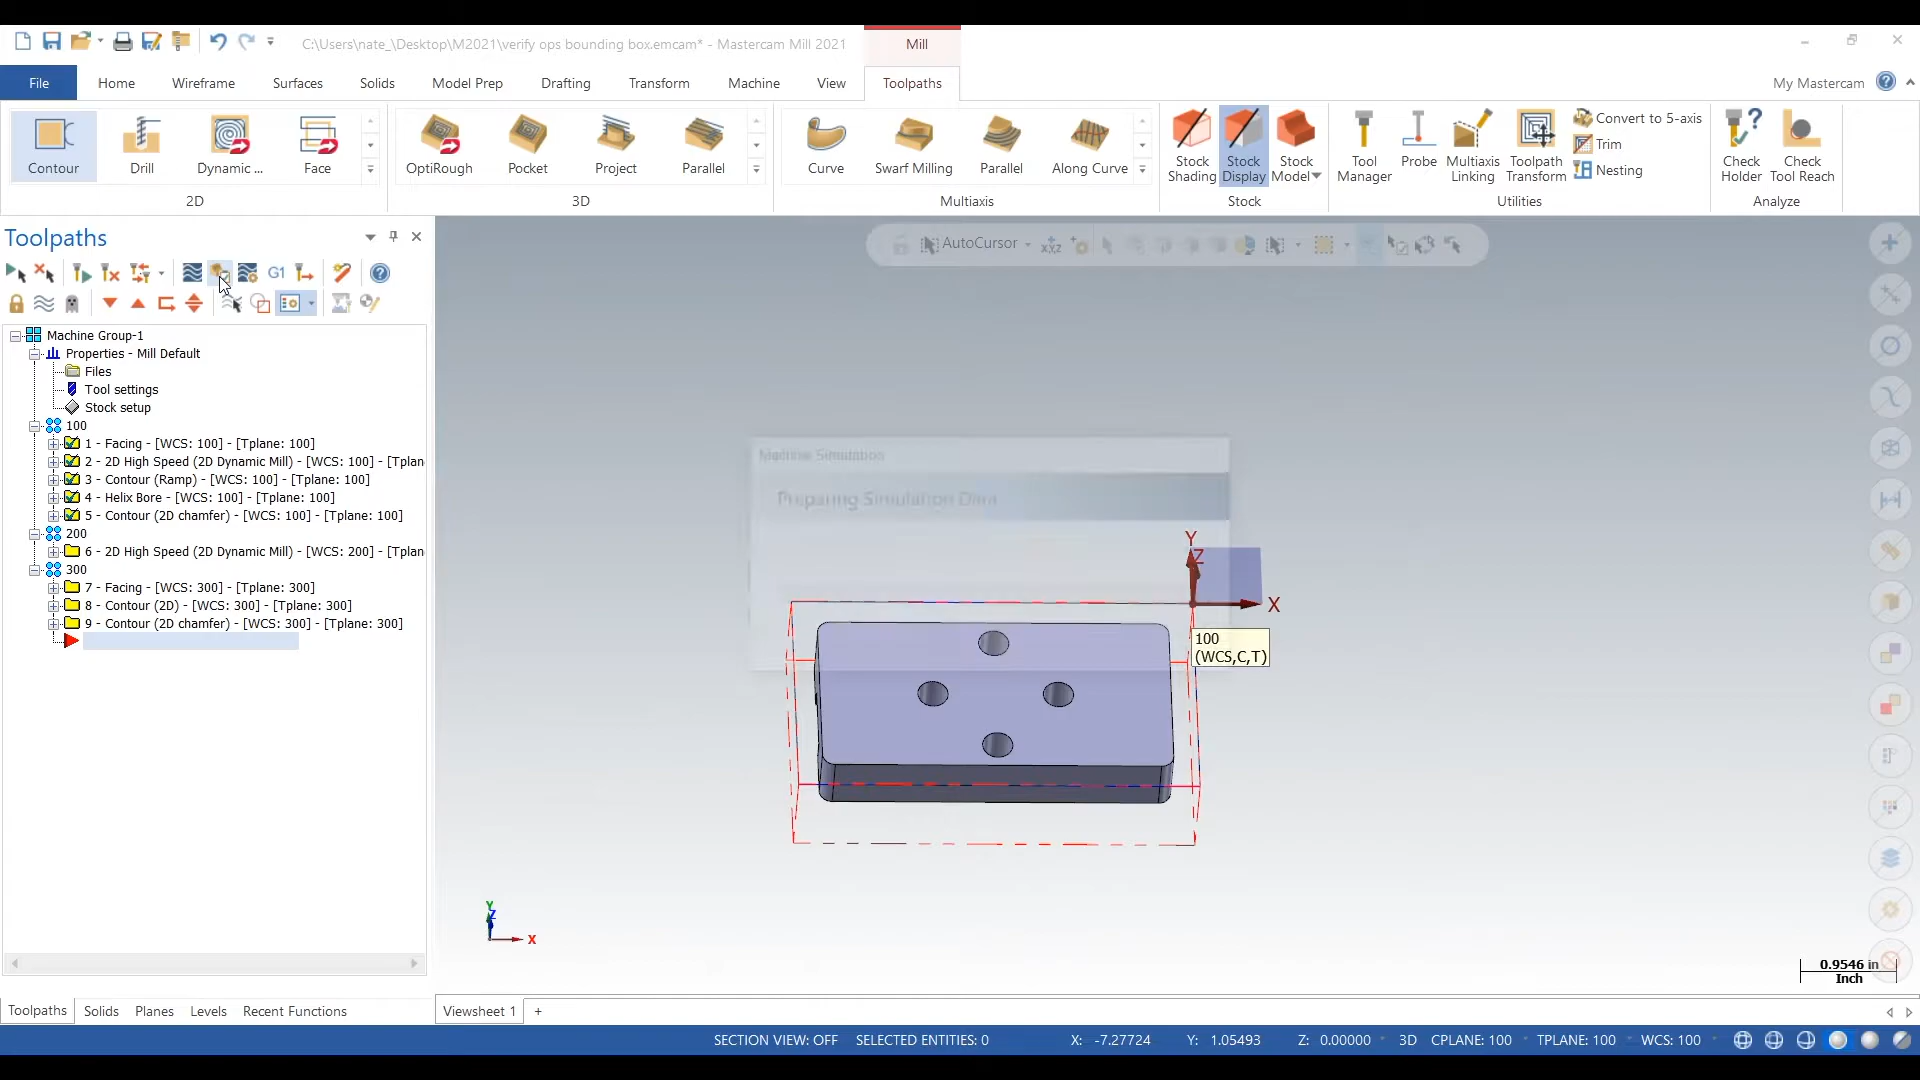 C:\Users\nate_\Desktop\M2021\verify ops bounding box.emcam* - Mastercam Mill 2021
Mill
File
Home
Wireframe
Surfaces
Solids
Model Prep
Drafting
Transform
Machine
View
Toolpaths
My Mastercam
Contour
Drill
Dynamic ...
Face
2D
OptiRough
Pocket
Project
Parallel
3D
Curve
Swarf Milling
Parallel
Along Curve
Multiaxis
Stock Shading
Stock Display
Stock Model
Stock
Tool Manager
Probe
Multiaxis Linking
Toolpath Transform
Convert to 5-axis
Trim
Nesting
Utilities
Check Holder
Check Tool Reach
Analyze
Toolpaths
G1
AutoCursor
xyz
Machine Group-1
Properties - Mill Default
Files
Tool settings
Stock setup
100
1 - Facing - [WCS: 100] - [Tplane: 100]
2 - 2D High Speed (2D Dynamic Mill) - [WCS: 100] - [Tplan
3 - Contour (Ramp) - [WCS: 100] - [Tplane: 100]
4 - Helix Bore - [WCS: 100] - [Tplane: 100]
5 - Contour (2D chamfer) - [WCS: 100] - [Tplane: 100]
200
6 - 2D High Speed (2D Dynamic Mill) - [WCS: 200] - [Tplan
300
7 - Facing - [WCS: 300] - [Tplane: 300]
8 - Contour (2D) - [WCS: 300] - [Tplane: 300]
9 - Contour (2D chamfer) - [WCS: 300] - [Tplane: 300]
Machine Simulation
Preparing Simulation Data
Y
Z
X
100
(WCS,C,T)
Y
Z
X
0.9546 in
Inch
Toolpaths
Solids
Planes
Levels
Recent Functions
Viewsheet 1
+
SECTION VIEW: OFF
SELECTED ENTITIES: 0
X: -7.27724
Y: 1.05493
Z: 0.00000
3D
CPLANE: 100
TPLANE: 100
WCS: 100